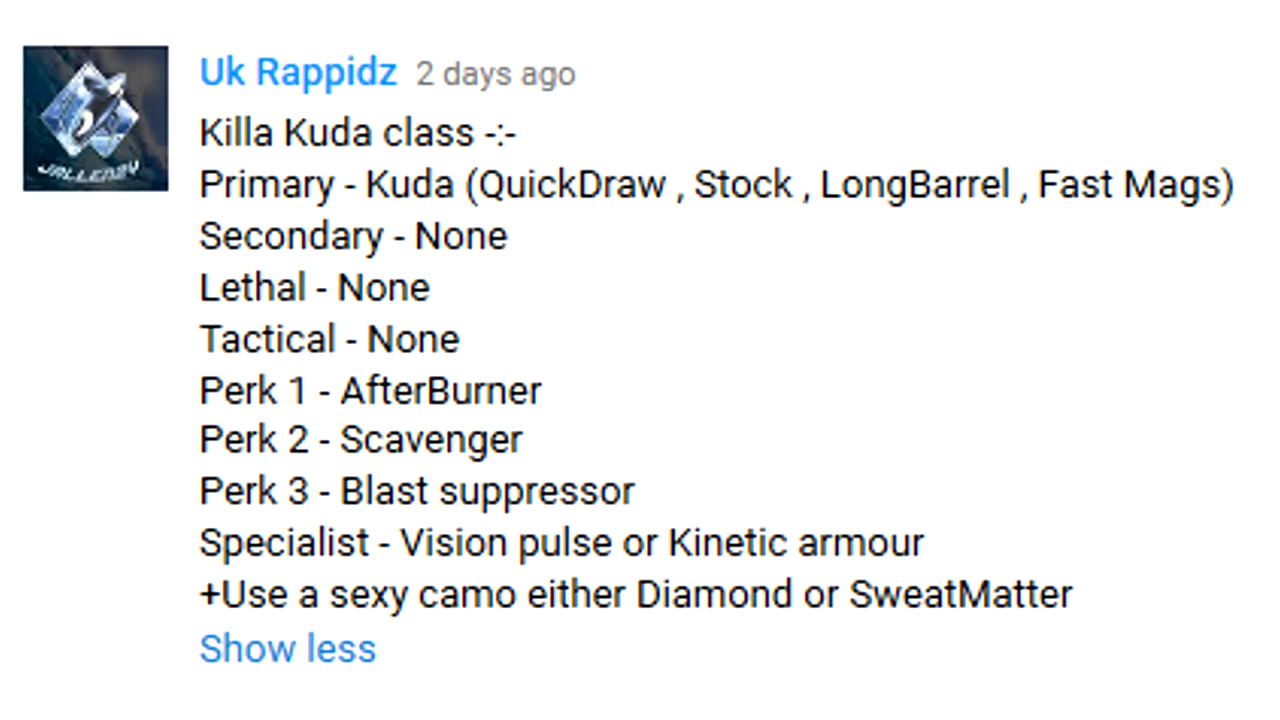 Uk Rappidz 2 days ago
Killa Kuda class -:-
Primary - Kuda (QuickDraw , Stock , LongBarrel , Fast Mags)
Secondary - None
Lethal - None
Tactical - None
Perk 1 - AfterBurner
Perk 2 - Scavenger
Perk 3 - Blast suppressor
Specialist - Vision pulse or Kinetic armour
+Use a sexy camo either Diamond or SweatMatter
Show less